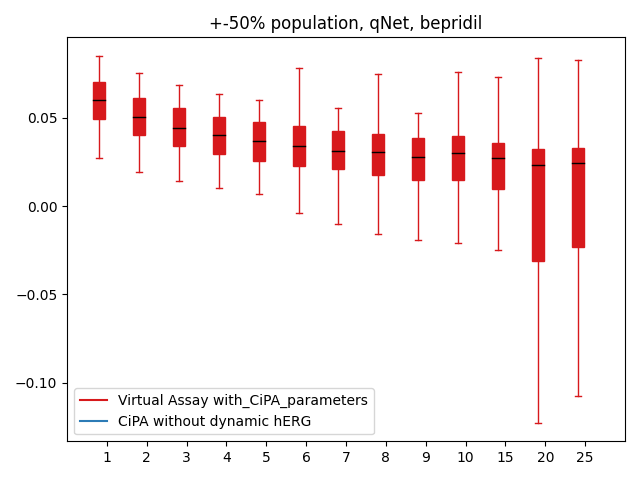 +-50% population, qNet, bepridil
0.05
0.00
−0.05
−0.10
Virtual Assay with_CiPA_parameters
CiPA without dynamic hERG
1 2 3 4 5 6 7 8 9 10 15 20 25